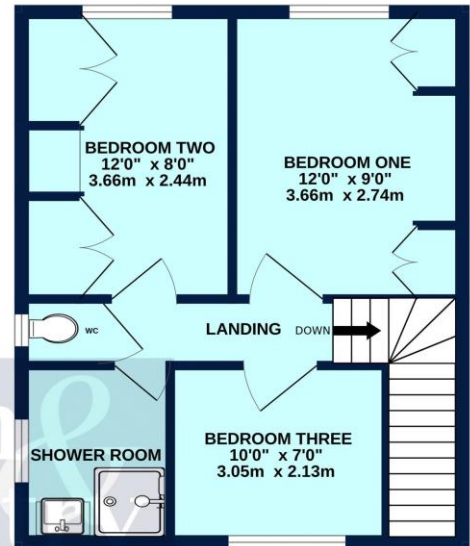 BEDROOM TWO
12'0" x 8'0"
3.66m x 2.44m
BEDROOM ONE
12'0" x 9'0"
3.66m x 2.74m
WC
LANDING
DOWN
SHOWER ROOM
BEDROOM THREE
10'0" x 7'0"
3.05m x 2.13m